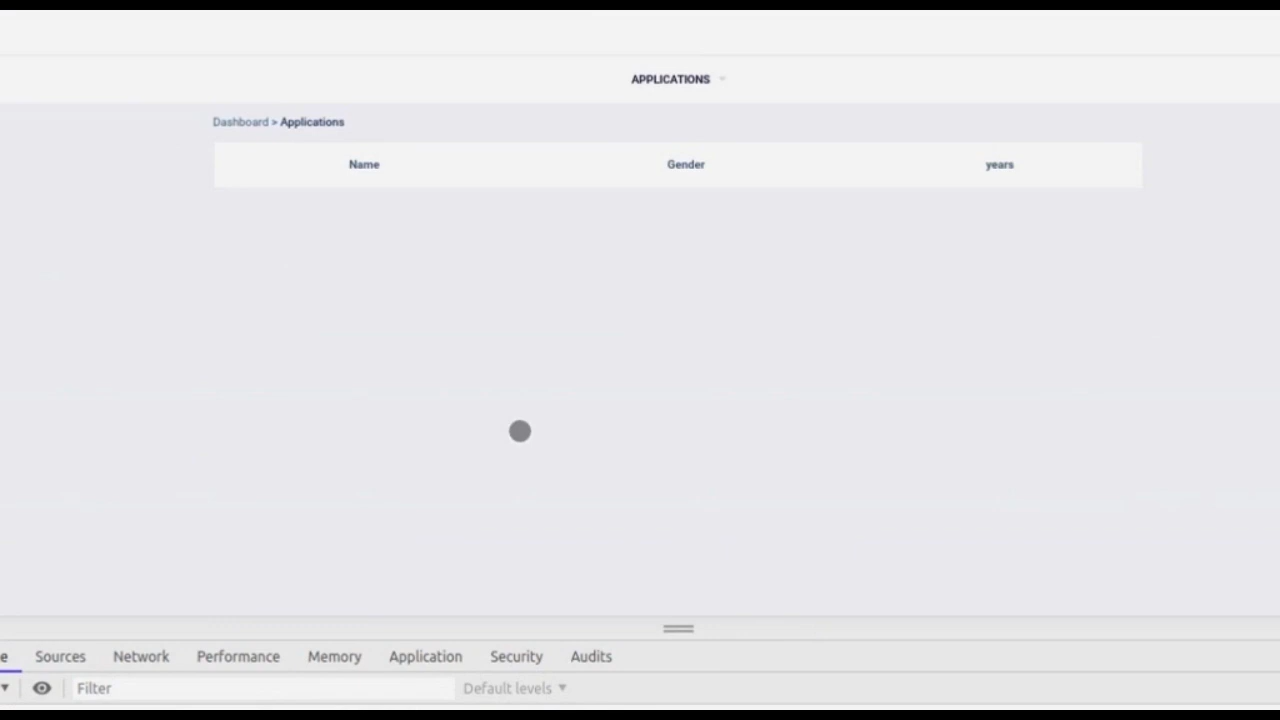 APPLICATIONS
Dashboard > Applications
Name Gender years
Sources Network Performance Memory Application Security Audits
Filter Default levels